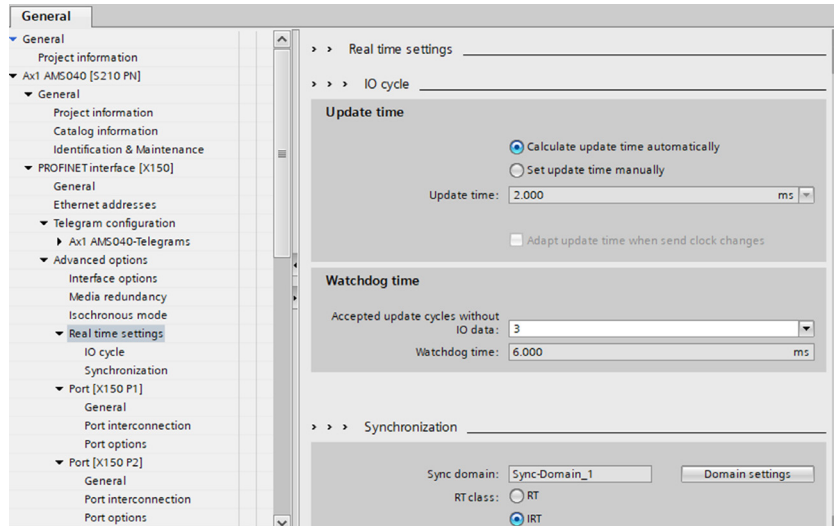 General
General
Project information
Ax1 AMS040 [S210 PN]
General
Project information
Catalog information
Identification & Maintenance
PROFINET interface [X150]
General
Ethernet addresses
Telegram configuration
Ax1 AMS040-Telegrams
Advanced options
Interface options
Media redundancy
Isochronous mode
Real time settings
IO cycle
Synchronization
Port [X150 P1]
General
Port interconnection
Port options
Port [X150 P2]
General
Port interconnection
Port options
> > Real time settings
> > > IO cycle
Update time
Calculate update time automatically
Set update time manually
Update time: 2.000 ms
Adapt update time when send clock changes
Watchdog time
Accepted update cycles without
IO data: 3
Watchdog time: 6.000 ms
> > > Synchronization
Sync domain: Sync-Domain_1 Domain settings
RT class: RT
IRT